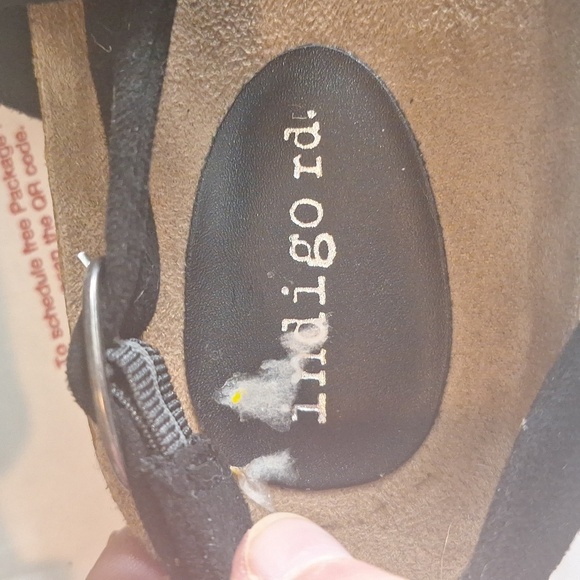 indigo rd.
To schedule free Package
the QR code.